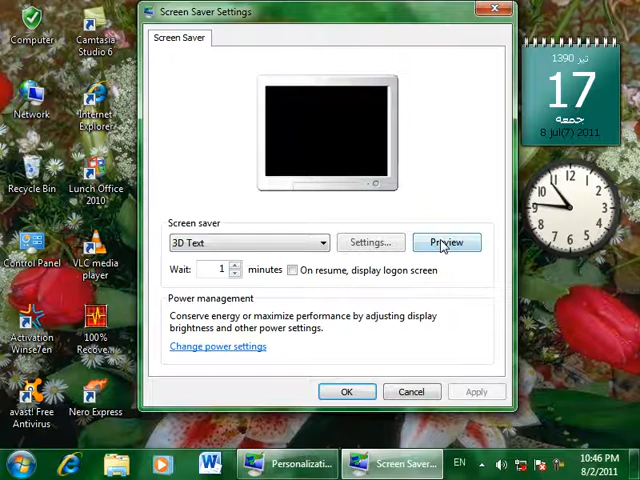 Screen Saver Settings
Computer
Camtasia
Studio 6
Screen Saver
تیر 1390
17
جمعه
8 jul(7) 2011
Network
Internet
Explorer
Recycle Bin
Lunch Office
2010
Screen saver
3D Text
Settings...
Preview
Wait:
1
minutes
On resume, display logon screen
Control Panel
VLC media
player
Power management
Conserve energy or maximize performance by adjusting display
brightness and other power settings.
Change power settings
Activation
Winse7en
100%
Recove...
avast! Free
Antivirus
Nero Express
OK
Cancel
Apply
Personalizati...
Screen Saver...
EN
10:46 PM
8/2/2011